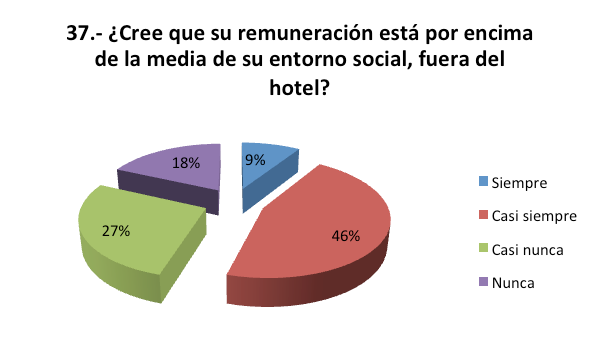 37.- ¿Cree que su remuneración está por encima
de la media de su entorno social, fuera del
hotel?
9%
18%
27%
46%
Siempre
Casi siempre
Casi nunca
Nunca